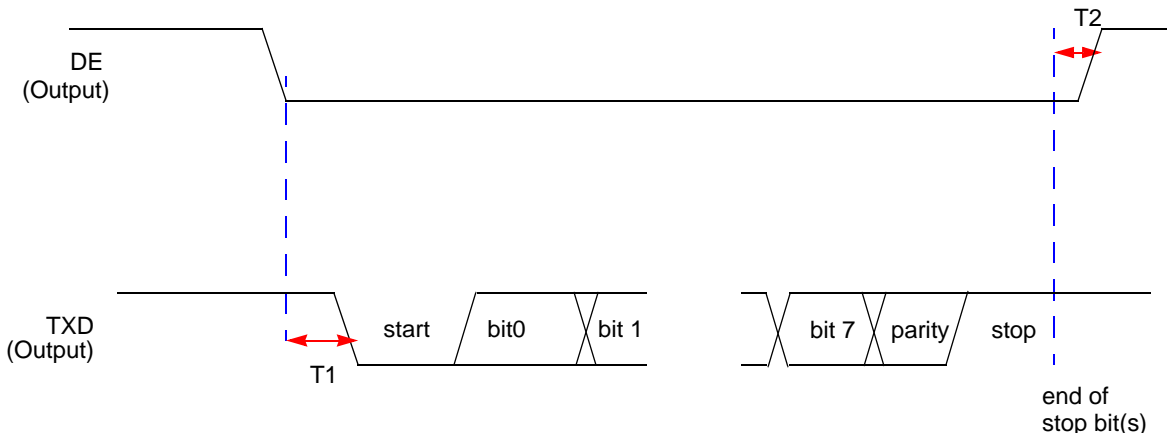 T2
DE
(Output)
TXD
(Output)
start
bit0
bit 1
bit 7
parity
stop
T1
end of
stop bit(s)